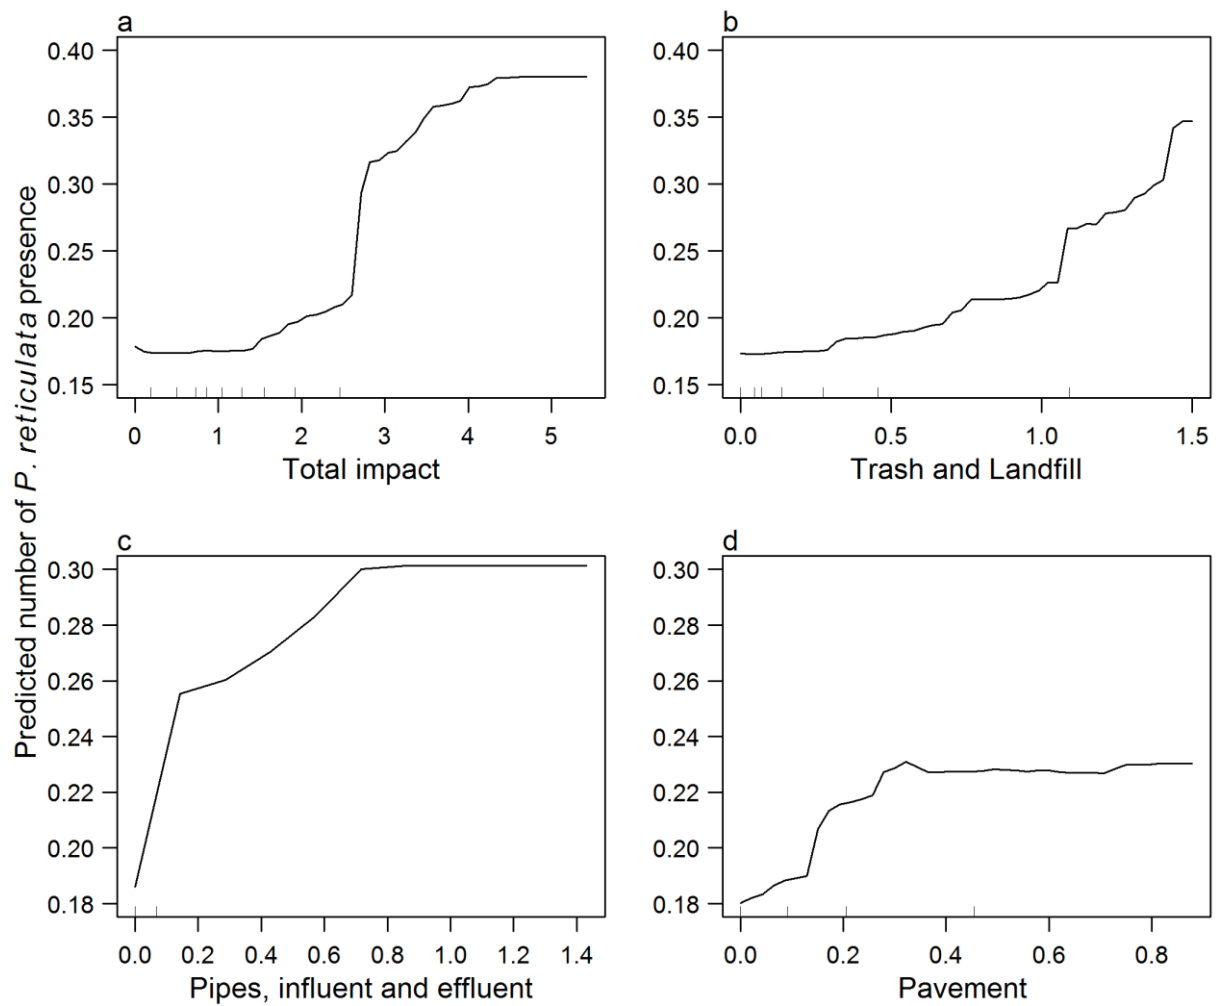 Predicted number of P. reticulata presence
a
0.40
0.35
0.30
0.25
0.20
0.15
0 1 2 3 4 5
Total impact
b
0.40
0.35
0.30
0.25
0.20
0.15
0.0 0.5 1.0 1.5
Trash and Landfill
c
0.30
0.28
0.26
0.24
0.22
0.20
0.18
0.0 0.2 0.4 0.6 0.8 1.0 1.2 1.4
Pipes, influent and effluent
d
0.30
0.28
0.26
0.24
0.22
0.20
0.18
0.0 0.2 0.4 0.6 0.8
Pavement